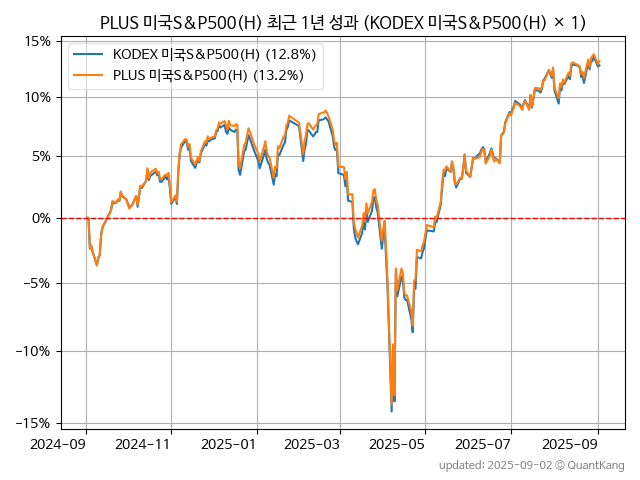 PLUS 미국S&P500(H) 최근 1년 성과 (KODEX 미국S&P500(H) × 1)
KODEX 미국S&P500(H) (12.8%)
PLUS 미국S&P500(H) (13.2%)
15%
10%
5%
0%
−5%
−10%
−15%
2024-09 2024-11 2025-01 2025-03 2025-05 2025-07 2025-09
updated: 2025-09-02 © QuantKang